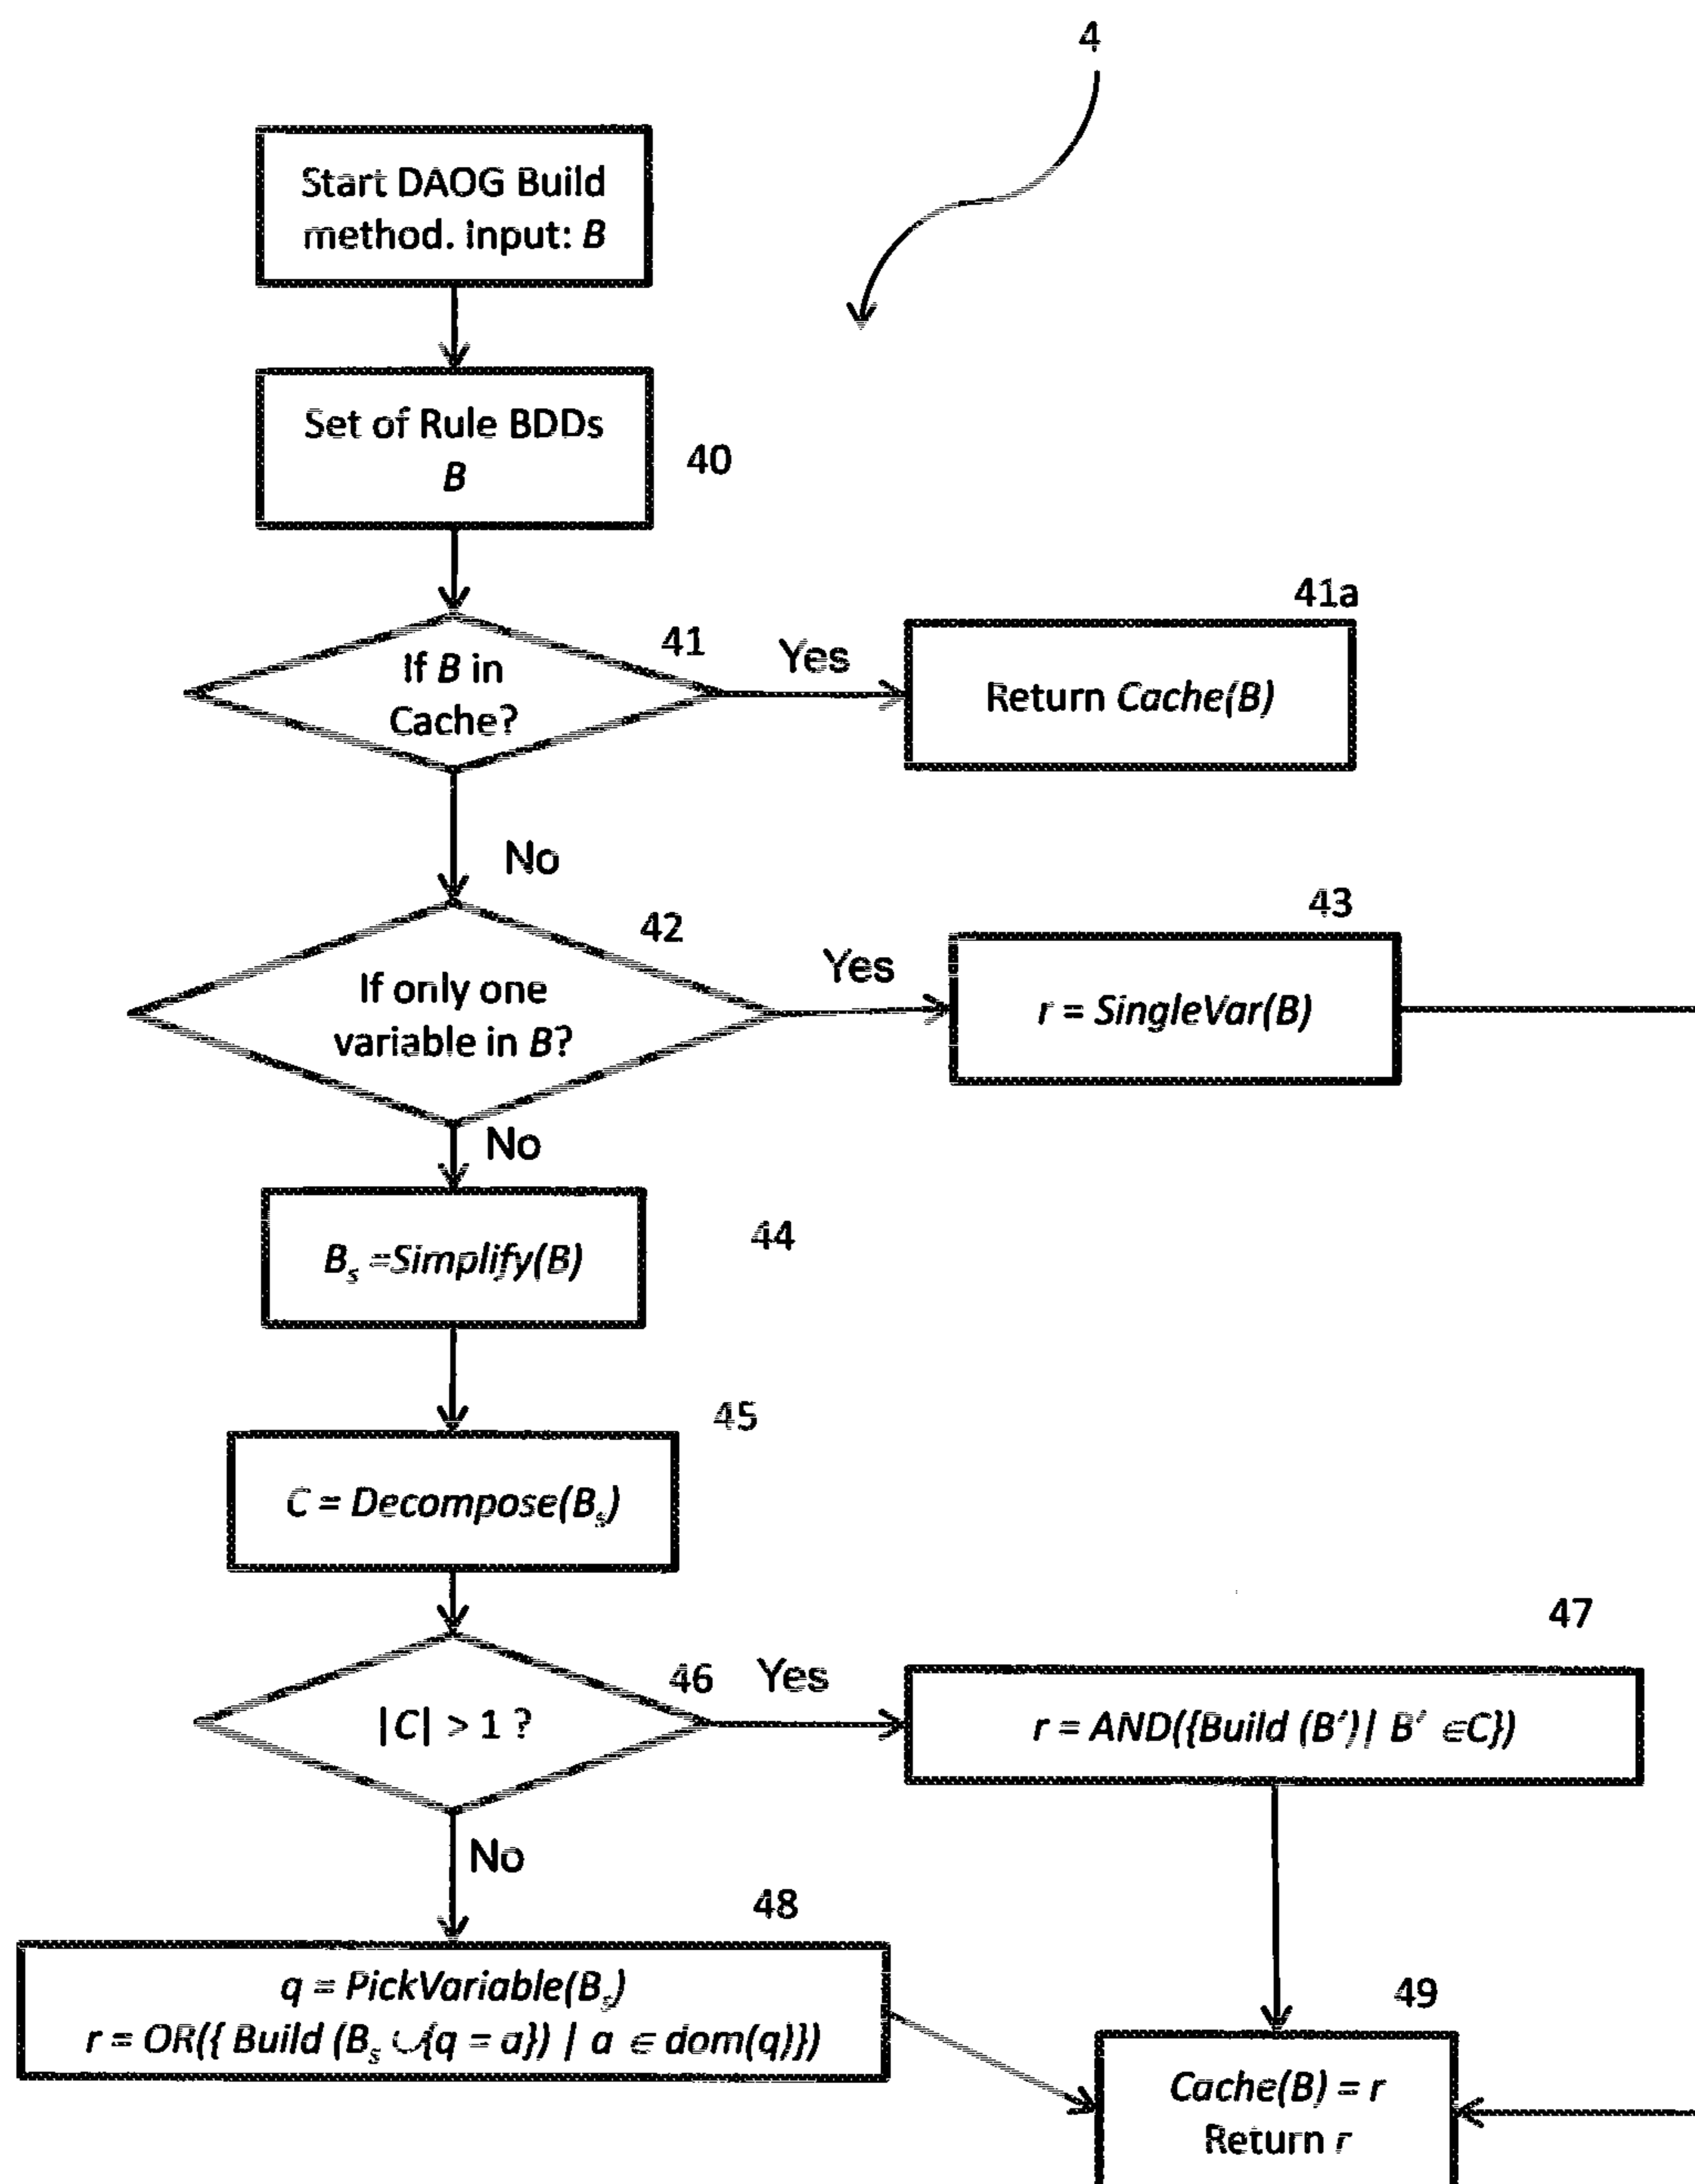 4
Start DAOG Build
method. input: B
Set of Rule BDDs
B
40
41a
If B in
Cache?
41
Yes
Return Cache(B)
No
43
42
If only one
variable in B?
Yes
r = SingleVar(B)
No
44
Bs =Simplify(B)
45
C = Decompose(Bs)
47
46
Yes
|C| > 1 ?
r = AND({Build (B′)| B′ ∈C})
No
48
q = PickVariable(Bs)
r = OR({ Build (Bs ∪{q = a}) | a ∈ dom(q)})
49
Cache(B) = r
Return r